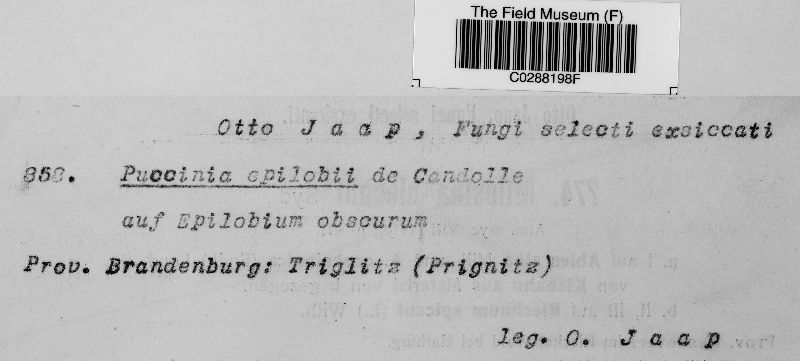 The Field Museum (F)
C0288198F
Otto Jaap, Fungi selecti exsiccati
Puccinia epilobii de Candolle
auf Epilobium obscurum
Prov. Brandenburg: Triglitz (Prignitz)
leg. O. Jaap